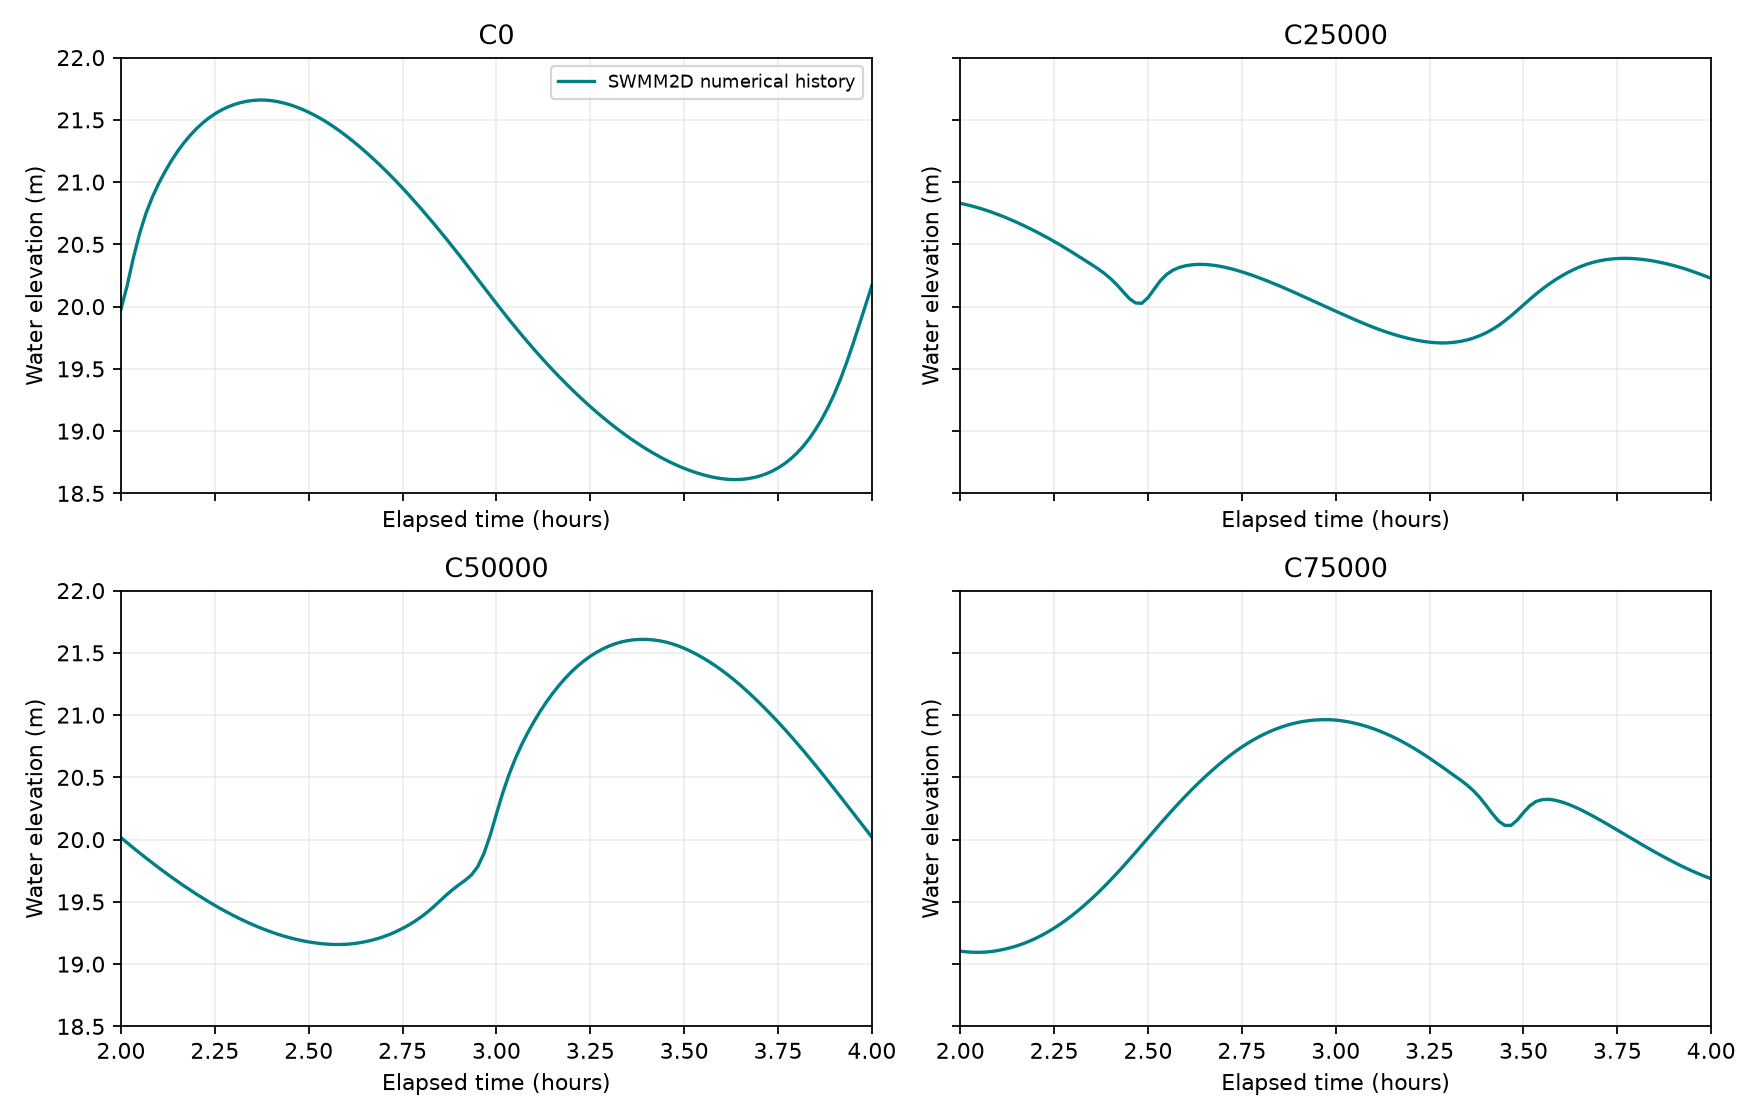 C0
SWMM2D numerical history
Water elevation (m)
22.0
21.5
21.0
20.5
20.0
19.5
19.0
18.5
Elapsed time (hours)
C25000
Water elevation (m)
Elapsed time (hours)
C50000
Water elevation (m)
22.0
21.5
21.0
20.5
20.0
19.5
19.0
18.5
2.00 2.25 2.50 2.75 3.00 3.25 3.50 3.75 4.00
Elapsed time (hours)
C75000
Water elevation (m)
2.00 2.25 2.50 2.75 3.00 3.25 3.50 3.75 4.00
Elapsed time (hours)